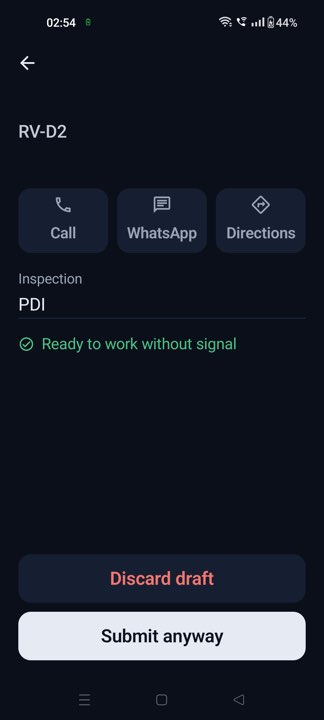 02:54
44%
RV-D2
Call
WhatsApp
Directions
Inspection
PDI
Ready to work without signal
Discard draft
Submit anyway